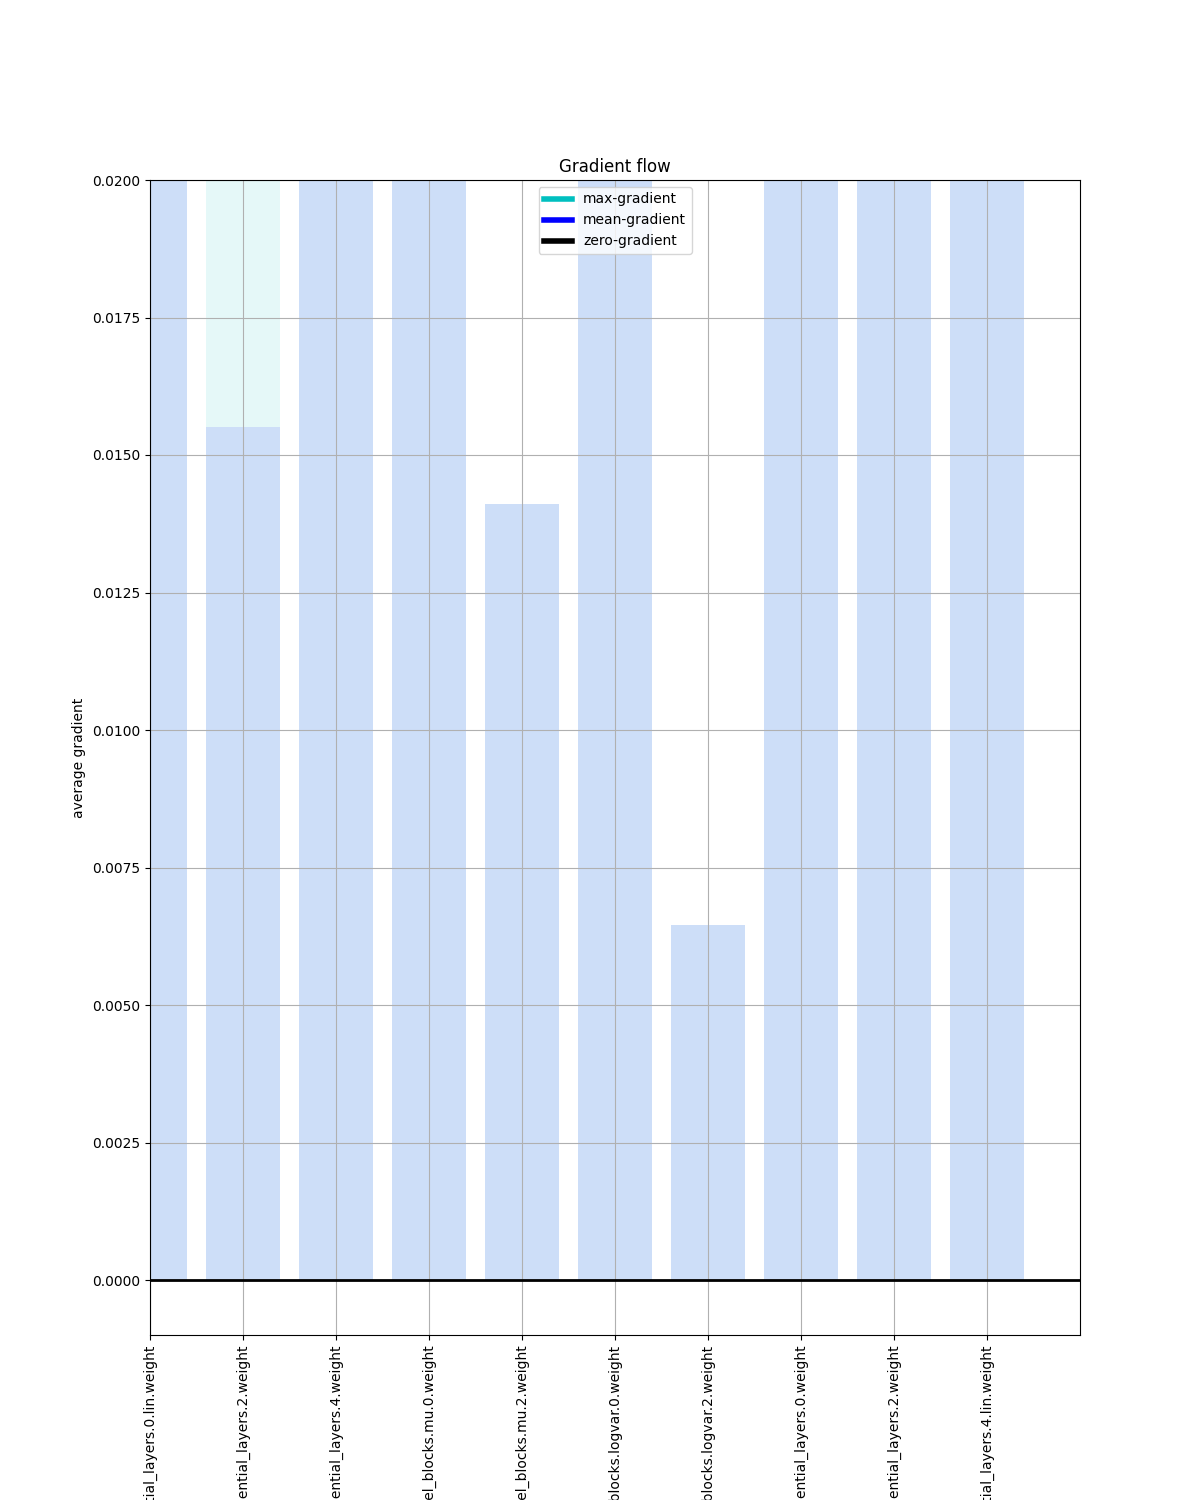 Gradient flow
max-gradient
mean-gradient
zero-gradient
0.0200
0.0175
0.0150
0.0125
0.0100
0.0075
0.0050
0.0025
0.0000
average gradient
tial_layers.0.lin.weight
ential_layers.2.weight
ential_layers.4.weight
el_blocks.mu.0.weight
el_blocks.mu.2.weight
blocks.logvar.0.weight
blocks.logvar.2.weight
ential_layers.0.weight
ential_layers.2.weight
tial_layers.4.lin.weight